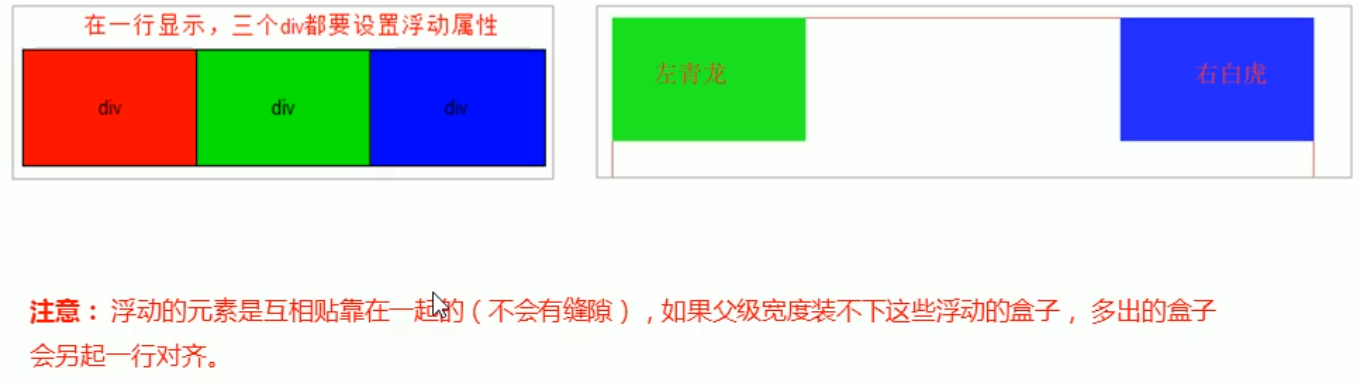 在一行显示，三个div都要设置浮动属性
div div div
左青龙 右白虎
注意：浮动的元素是互相贴靠在一起的（不会有缝隙），如果父级宽度装不下这些浮动的盒子，多出的盒子
会另起一行对齐。